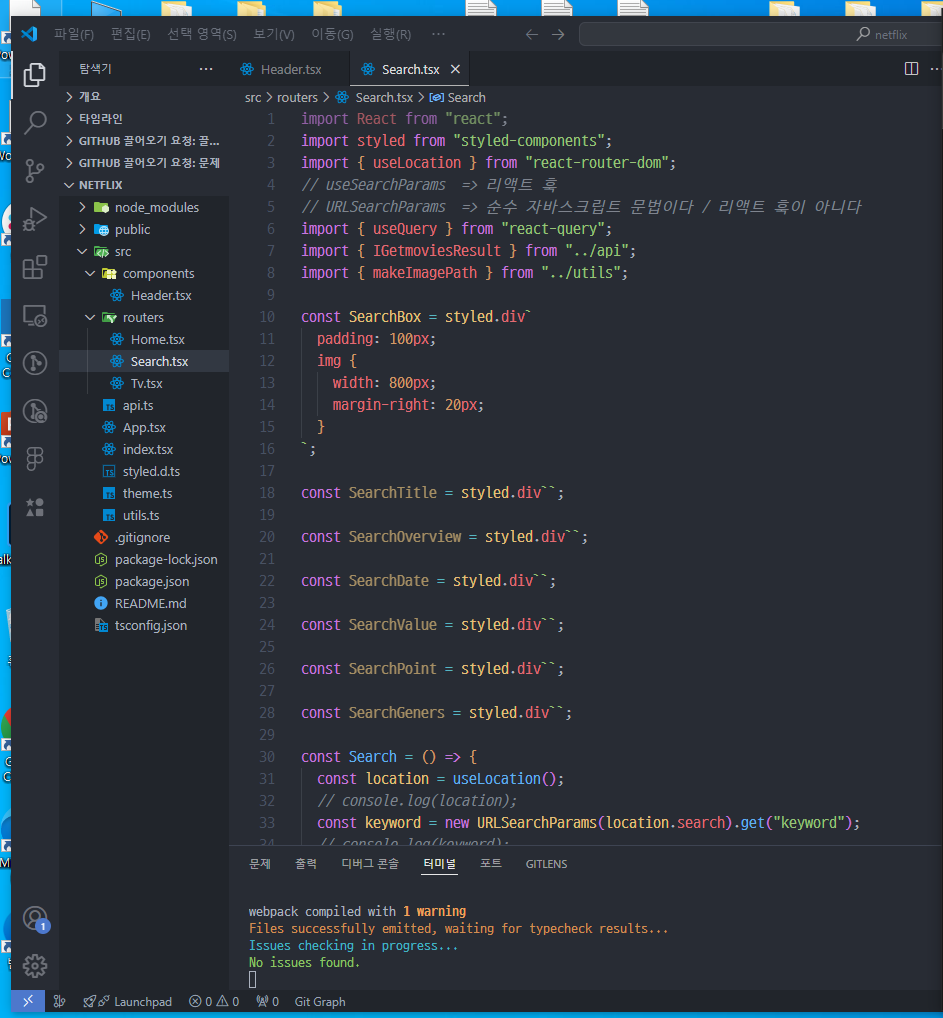 파일(F) 편집(E) 선택 영역(S) 보기(V) 이동(G) 실행(R) ··· netflix
탐색기 ···
개요
타임라인
GITHUB 끌어오기 요청: 끌...
GITHUB 끌어오기 요청: 문제
NETFLIX
node_modules
public
src
components
Header.tsx
routers
Home.tsx
Search.tsx
Tv.tsx
api.ts
App.tsx
index.tsx
styled.d.ts
theme.ts
utils.ts
.gitignore
package-lock.json
package.json
README.md
tsconfig.json
Header.tsx Search.tsx
src > routers > Search.tsx > Search
1 import React from "react";
2 import styled from "styled-components";
3 import { useLocation } from "react-router-dom";
4 // useSearchParams => 리액트 훅
5 // URLSearchParams => 순수 자바스크립트 문법이다 / 리액트 훅이 아니다
6 import { useQuery } from "react-query";
7 import { IGetmoviesResult } from "../api";
8 import { makeImagePath } from "../utils";
9
10 const SearchBox = styled.div`
11 padding: 100px;
12 img {
13 width: 800px;
14 margin-right: 20px;
15 }
16 `;
17
18 const SearchTitle = styled.div``;
19
20 const SearchOverview = styled.div``;
21
22 const SearchDate = styled.div``;
23
24 const SearchValue = styled.div``;
25
26 const SearchPoint = styled.div``;
27
28 const SearchGeners = styled.div``;
29
30 const Search = () => {
31 const location = useLocation();
32 // console.log(location);
33 const keyword = new URLSearchParams(location.search).get("keyword");
34 // console.log(keyword);
문제 출력 디버그 콘솔 터미널 포트 GITLENS
webpack compiled with 1 warning
Files successfully emitted, waiting for typecheck results...
Issues checking in progress...
No issues found.
1
Launchpad 0 0 0 Git Graph